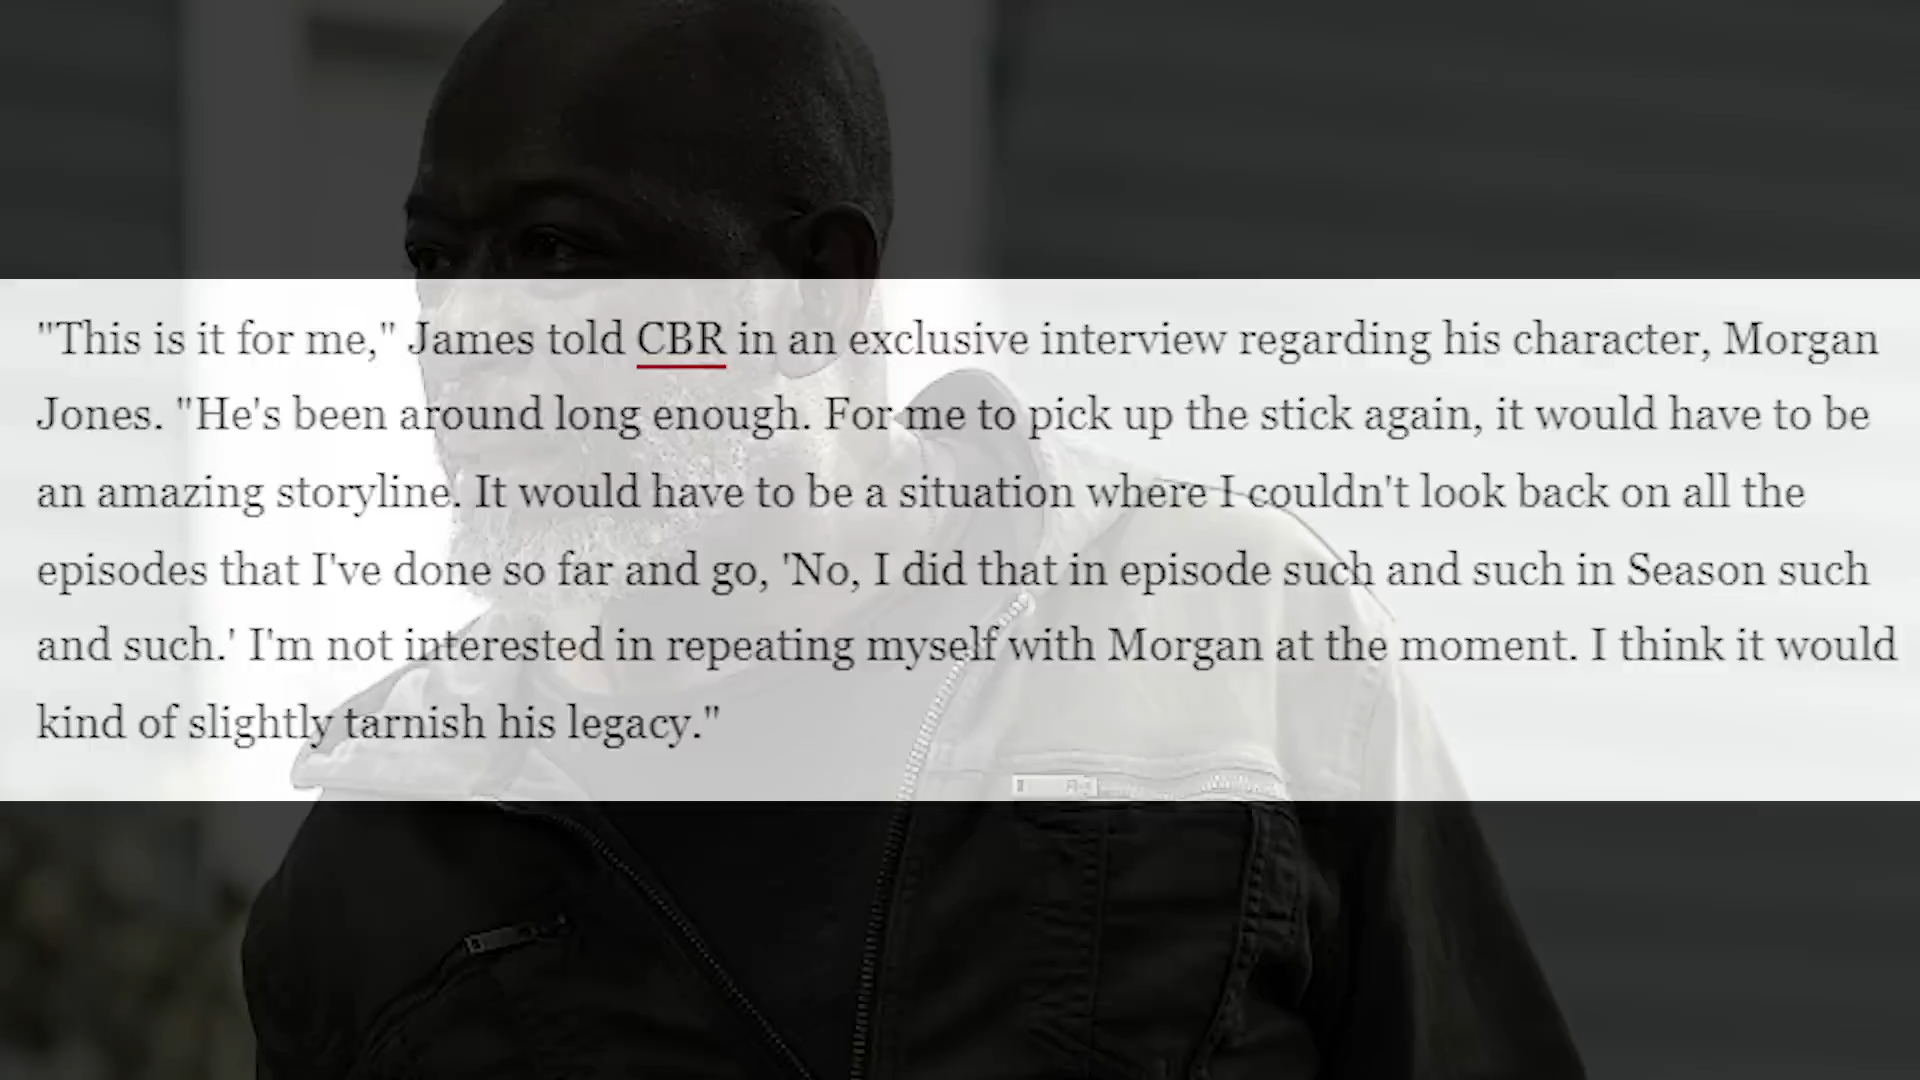 "This is it for me," James told CBR in an exclusive interview regarding his character, Morgan
Jones. "He's been around long enough. For me to pick up the stick again, it would have to be
an amazing storyline. It would have to be a situation where I couldn't look back on all the
episodes that I've done so far and go, 'No, I did that in episode such and such in Season such
and such.' I'm not interested in repeating myself with Morgan at the moment. I think it would
kind of slightly tarnish his legacy."